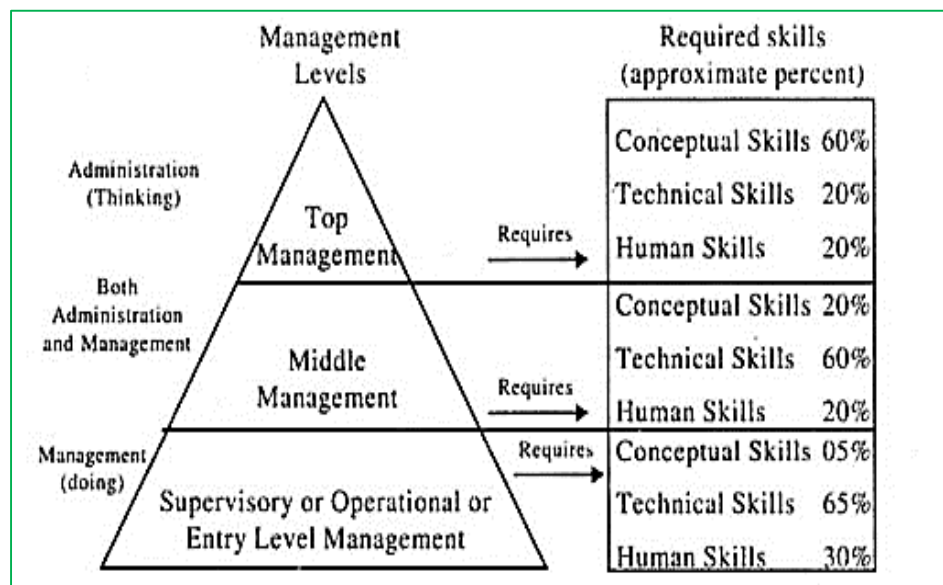 Management
Levels
Required skills
(approximate percent)
Administration
(Thinking)
Top
Management
Requires
Conceptual Skills 60%
Technical Skills 20%
Human Skills 20%
Both
Administration
and Management
Middle
Management
Requires
Conceptual Skills 20%
Technical Skills 60%
Human Skills 20%
Management
(doing)
Supervisory or Operational or
Entry Level Management
Requires
Conceptual Skills 05%
Technical Skills 65%
Human Skills 30%